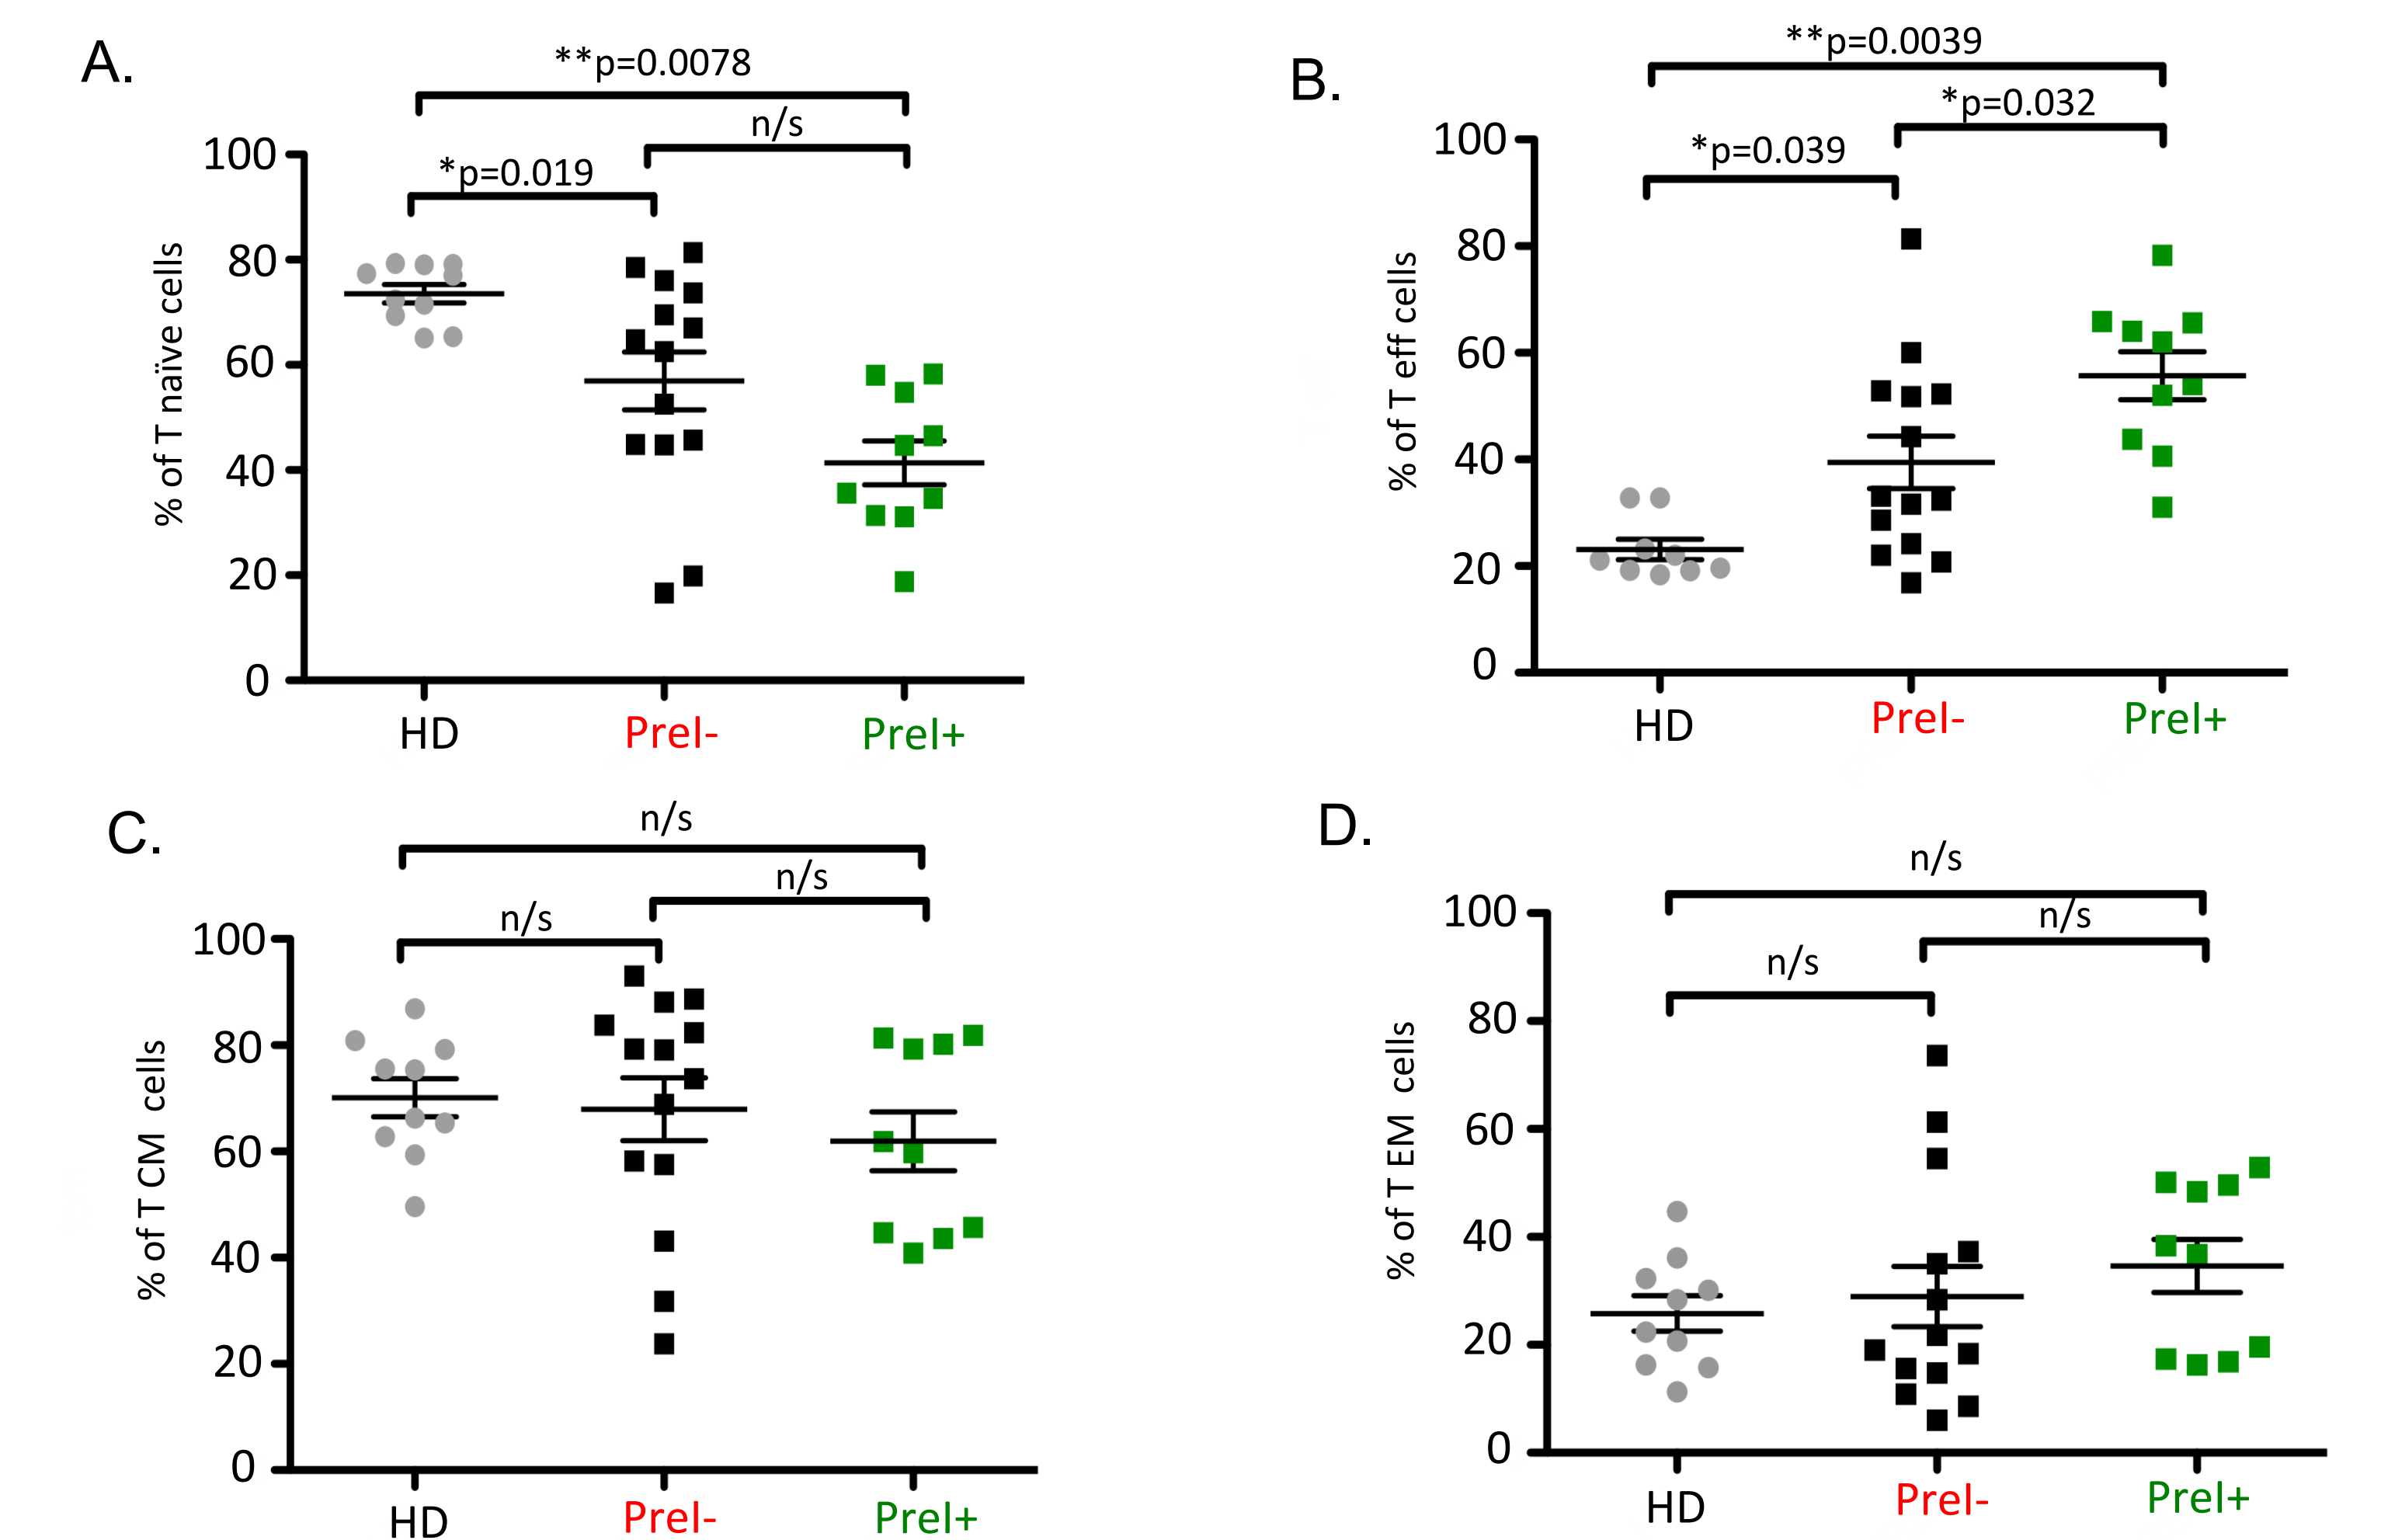 A.
**p=0.0078
n/s
*p=0.019
100
80
60
40
20
0
% of T naïve cells
HD
Prel-
Prel+
B.
**p=0.0039
*p=0.032
*p=0.039
100
80
60
40
20
0
% of T eff cells
HD
Prel-
Prel+
C.
n/s
n/s
n/s
100
80
60
40
20
0
% of T CM cells
HD
Prel-
Prel+
D.
n/s
n/s
n/s
100
80
60
40
20
0
% of T EM cells
HD
Prel-
Prel+